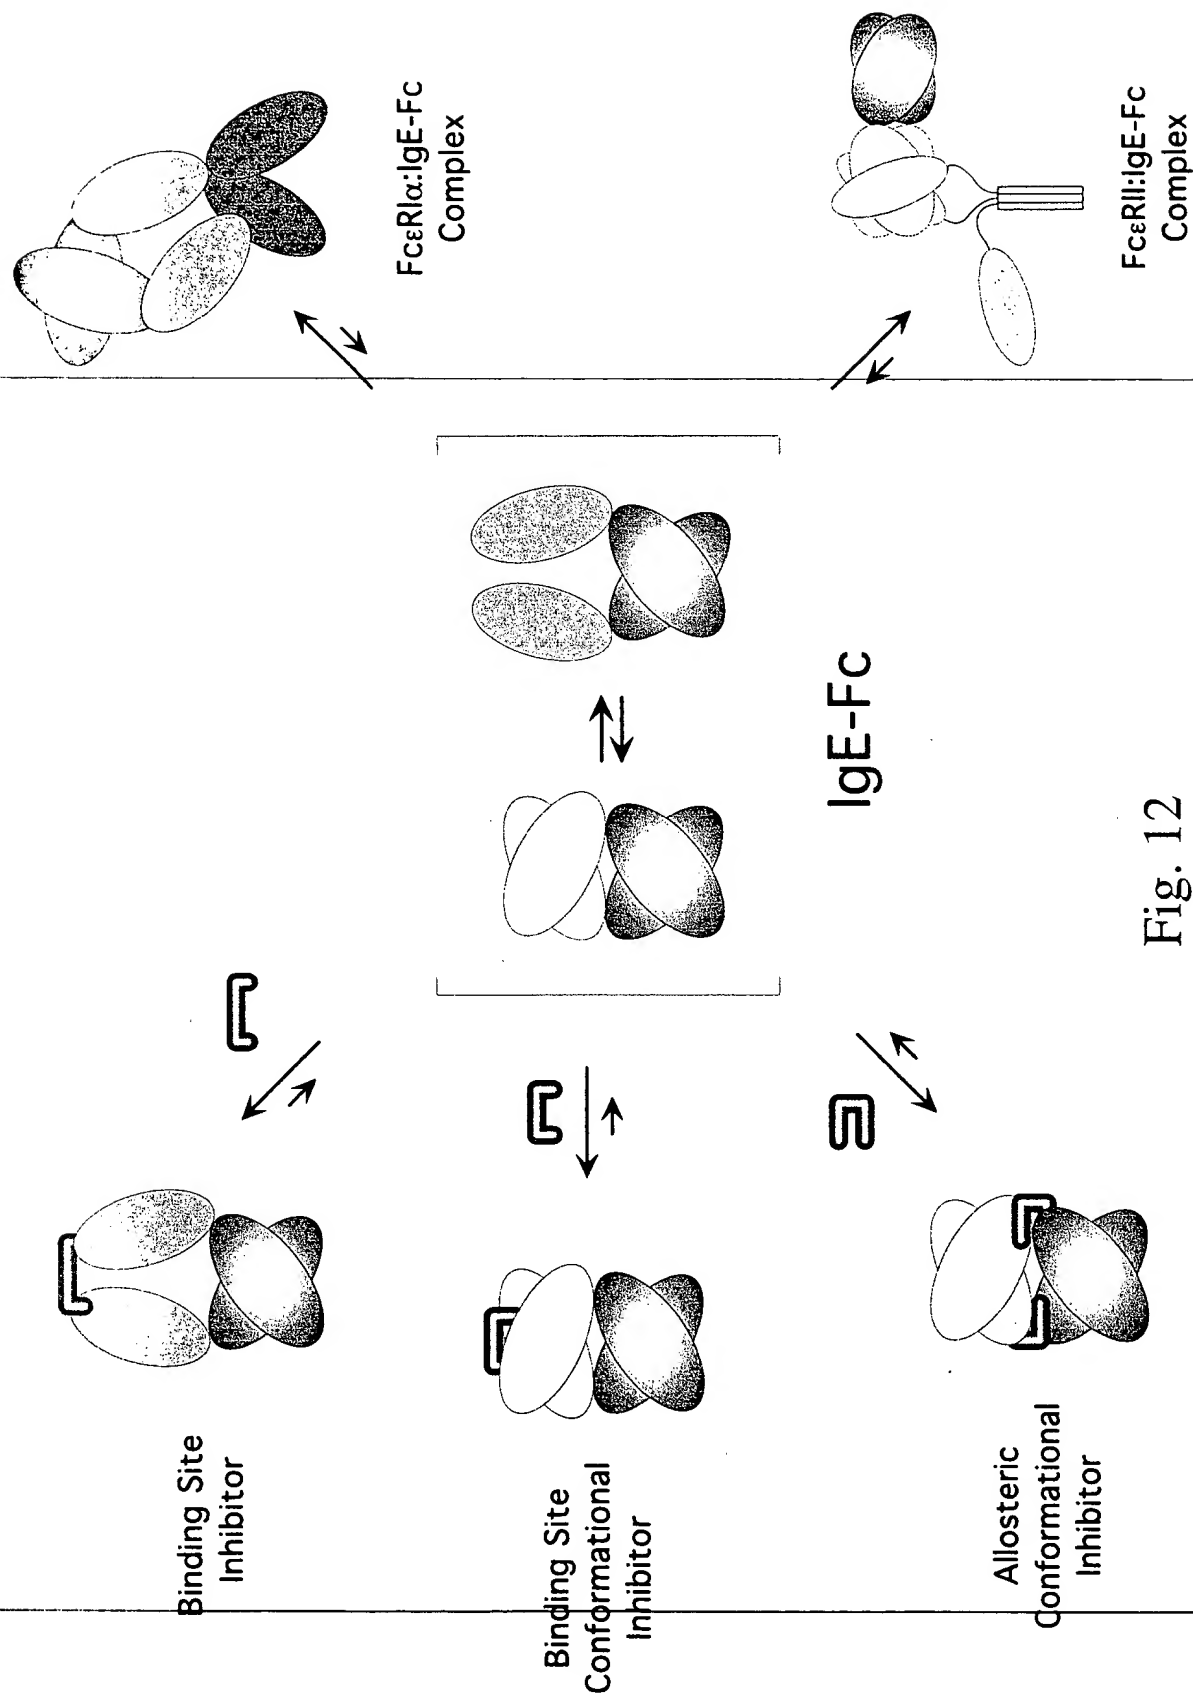 Binding Site
Inhibitor
Binding Site
Conformational
Inhibitor
Allosteric
Conformational
Inhibitor
IgE-Fc
FcεRIα:IgE-Fc
Complex
FcεRII:IgE-Fc
Complex
Fig. 12